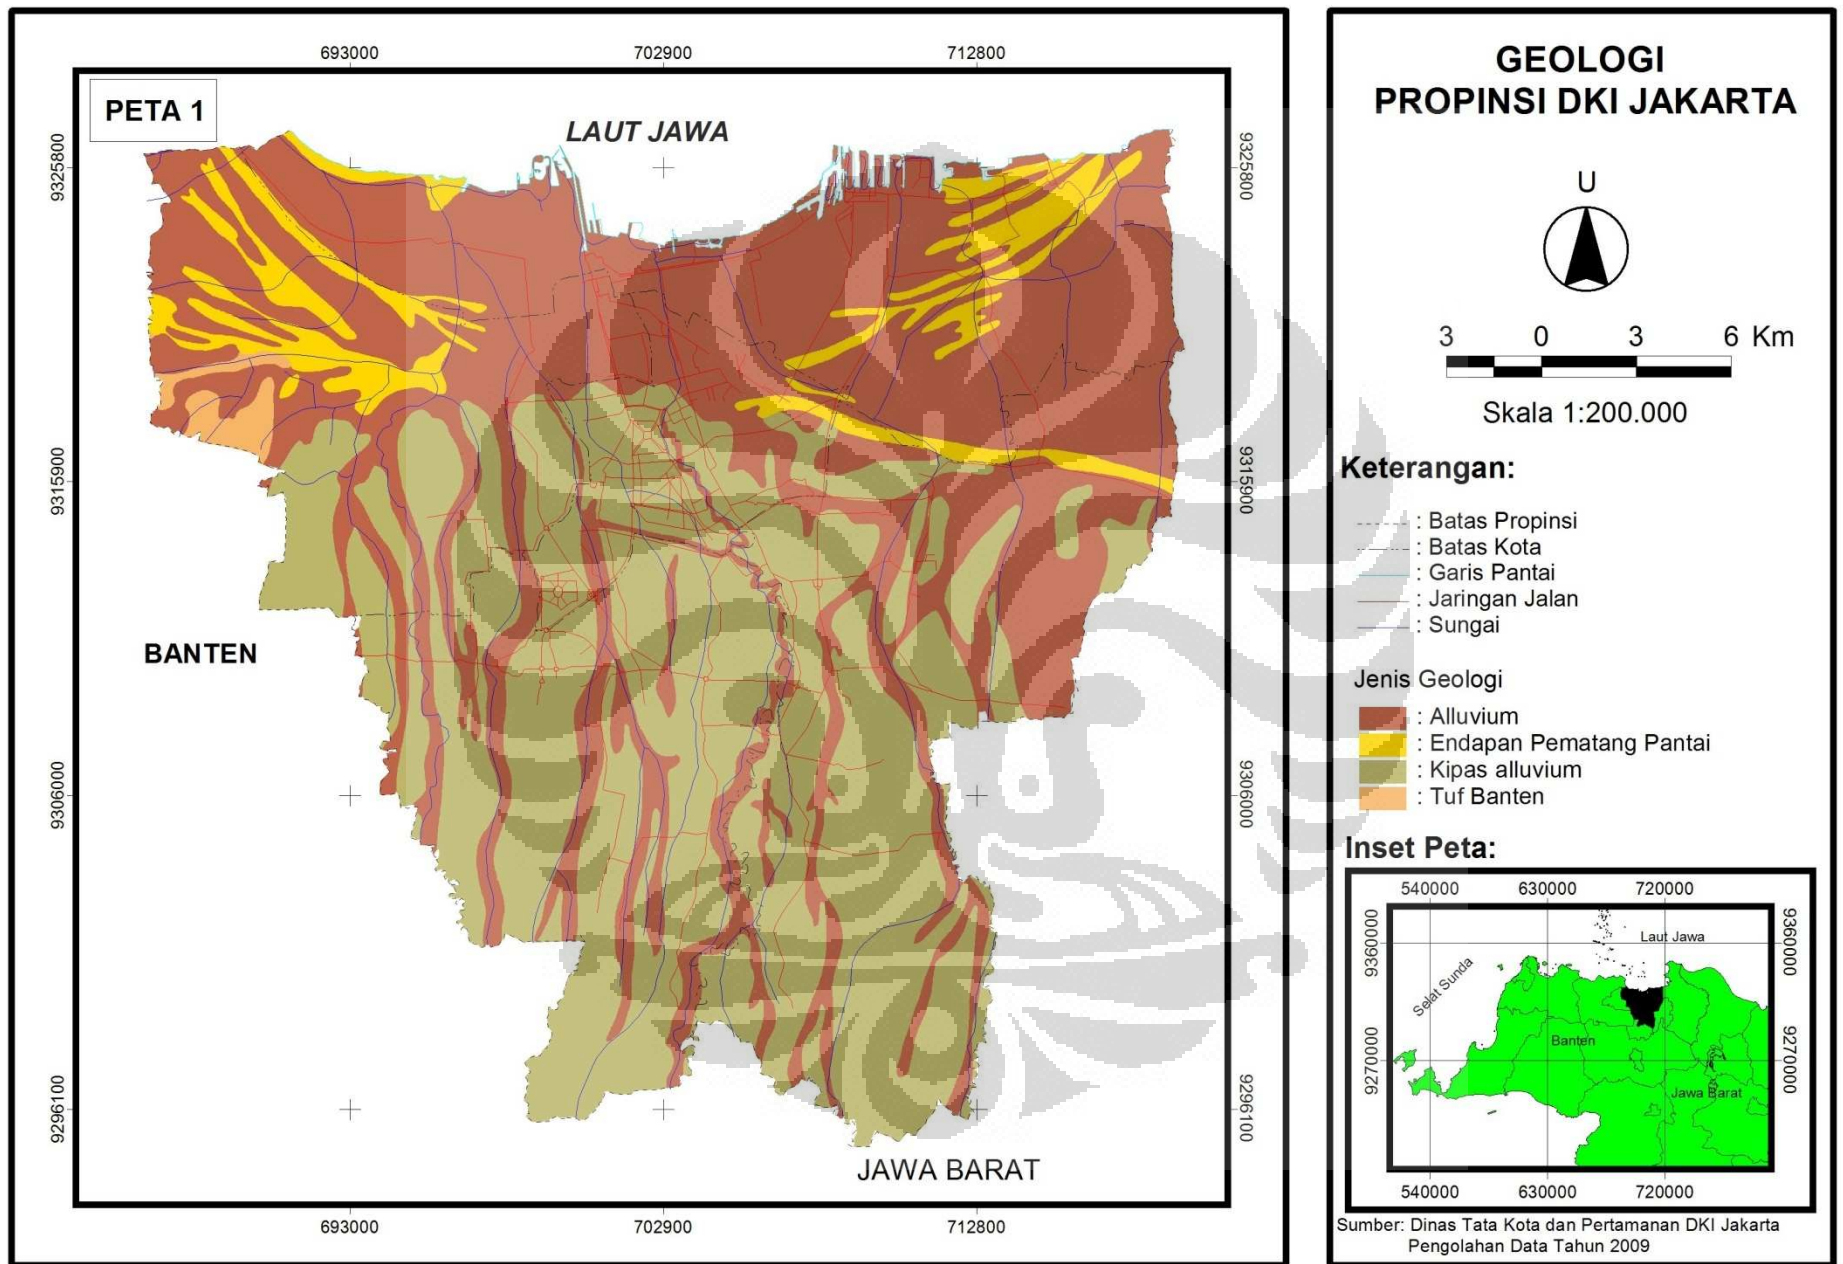 693000
702900
712800
PETA 1
LAUT JAWA
9325800
9325800
9315900
9315900
BANTEN
9306000
9306000
9296100
9296100
JAWA BARAT
693000
702900
712800
GEOLOGI
PROPINSI DKI JAKARTA
U
3 0 3 6 Km
Skala 1:200.000
Keterangan:
: Batas Propinsi
: Batas Kota
: Garis Pantai
: Jaringan Jalan
: Sungai
Jenis Geologi
: Alluvium
: Endapan Pematang Pantai
: Kipas alluvium
: Tuf Banten
Inset Peta:
540000 630000 720000
9360000
9360000
Laut Jawa
Selat Sunda
Banten
9270000
9270000
Jawa Barat
540000 630000 720000
Sumber: Dinas Tata Kota dan Pertamanan DKI Jakarta
Pengolahan Data Tahun 2009